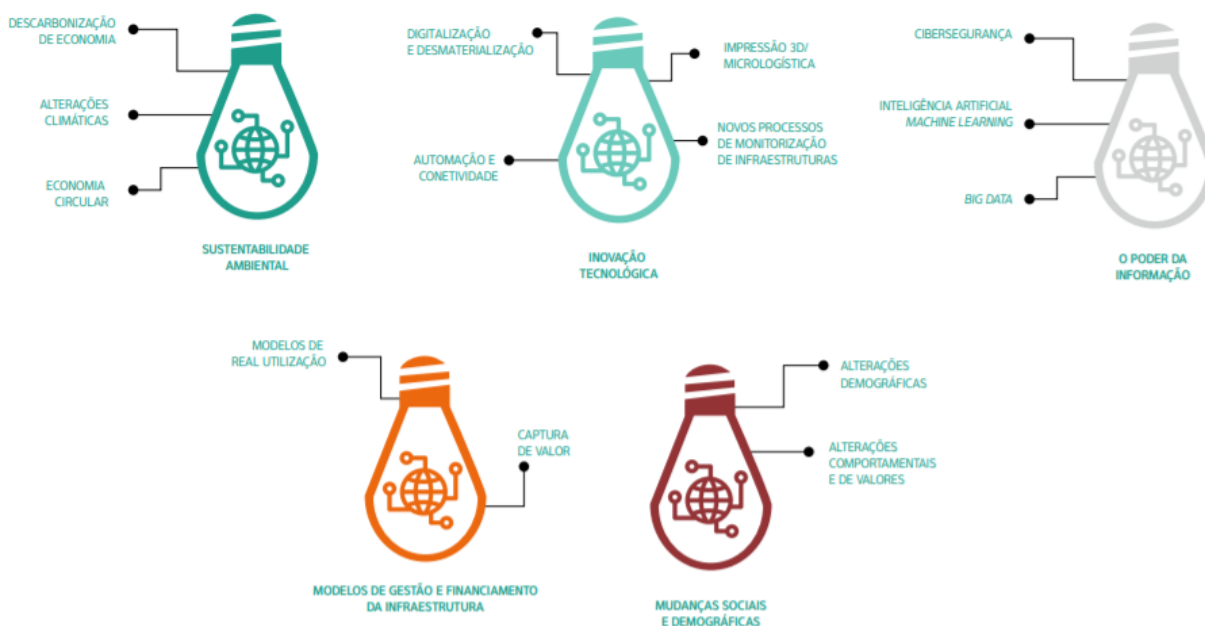 DESCARBONIZAÇÃO
DE ECONOMIA
ALTERAÇÕES
CLIMÁTICAS
ECONOMIA
CIRCULAR
SUSTENTABILIDADE
AMBIENTAL
DIGITALIZAÇÃO
E DESMATERIALIZAÇÃO
IMPRESSÃO 3D/
MICROLOGÍSTICA
AUTOMAÇÃO E
CONETIVIDADE
NOVOS PROCESSOS
DE MONITORIZAÇÃO
DE INFRAESTRUTURAS
INOVAÇÃO
TECNOLÓGICA
CIBERSEGURANÇA
INTELIGÊNCIA ARTIFICIAL
MACHINE LEARNING
BIG DATA
O PODER DA
INFORMAÇÃO
MODELOS DE
REAL UTILIZAÇÃO
CAPTURA
DE VALOR
MODELOS DE GESTÃO E FINANCIAMENTO
DA INFRAESTRUTURA
ALTERAÇÕES
DEMOGRÁFICAS
ALTERAÇÕES
COMPORTAMENTAIS
E DE VALORES
MUDANÇAS SOCIAIS
E DEMOGRÁFICAS